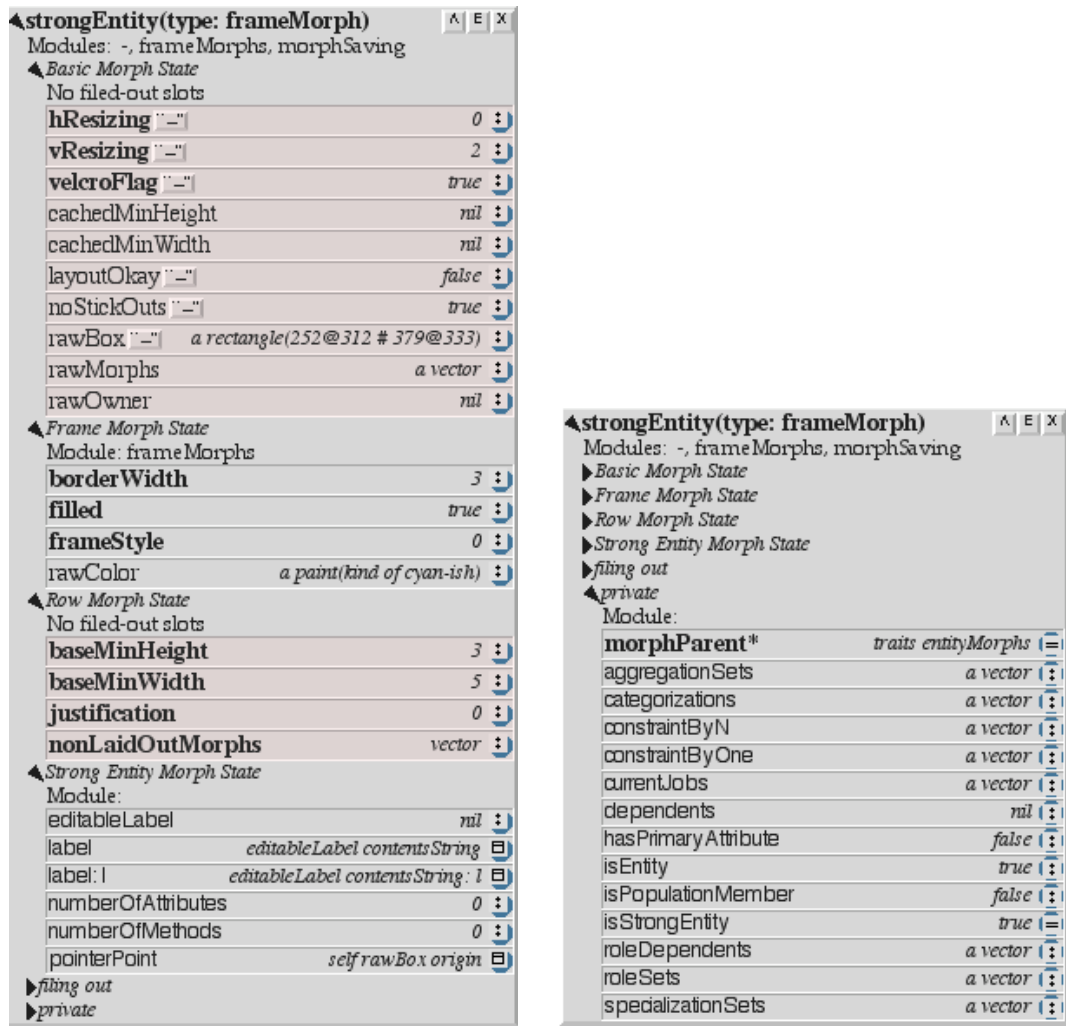 strongEntity(type: frameMorph) ᴧ E X
Modules: -, frameMorphs, morphSaving
Basic Morph State
No filed-out slots
hResizing "_" 0 :
vResizing "_" 2 :
velcroFlag "_" true :
cachedMinHeight nil :
cachedMinWidth nil :
layoutOkay "_" false :
noStickOuts "_" true :
rawBox "_" a rectangle(252@312 # 379@333) :
rawMorphs a vector :
rawOwner nil :
Frame Morph State
Module: frameMorphs
borderWidth 3 :
filled true :
frameStyle 0 :
rawColor a paint(kind of cyan-ish) :
Row Morph State
No filed-out slots
baseMinHeight 3 :
baseMinWidth 5 :
justification 0 :
nonLaidOutMorphs vector :
Strong Entity Morph State
Module:
editableLabel nil :
label editableLabel contentsString
label: l editableLabel contentsString: l
numberOfAttributes 0 :
numberOfMethods 0 :
pointerPoint self rawBox origin
filing out
private
strongEntity(type: frameMorph) ᴧ E X
Modules: -, frameMorphs, morphSaving
Basic Morph State
Frame Morph State
Row Morph State
Strong Entity Morph State
filing out
private
Module:
morphParent* traits entityMorphs =
aggregationSets a vector :
categorizations a vector :
constraintByN a vector :
constraintByOne a vector :
currentJobs a vector :
dependents nil :
hasPrimaryAttribute false :
isEntity true :
isPopulationMember false :
isStrongEntity true =
roleDependents a vector :
roleSets a vector :
specializationSets a vector :